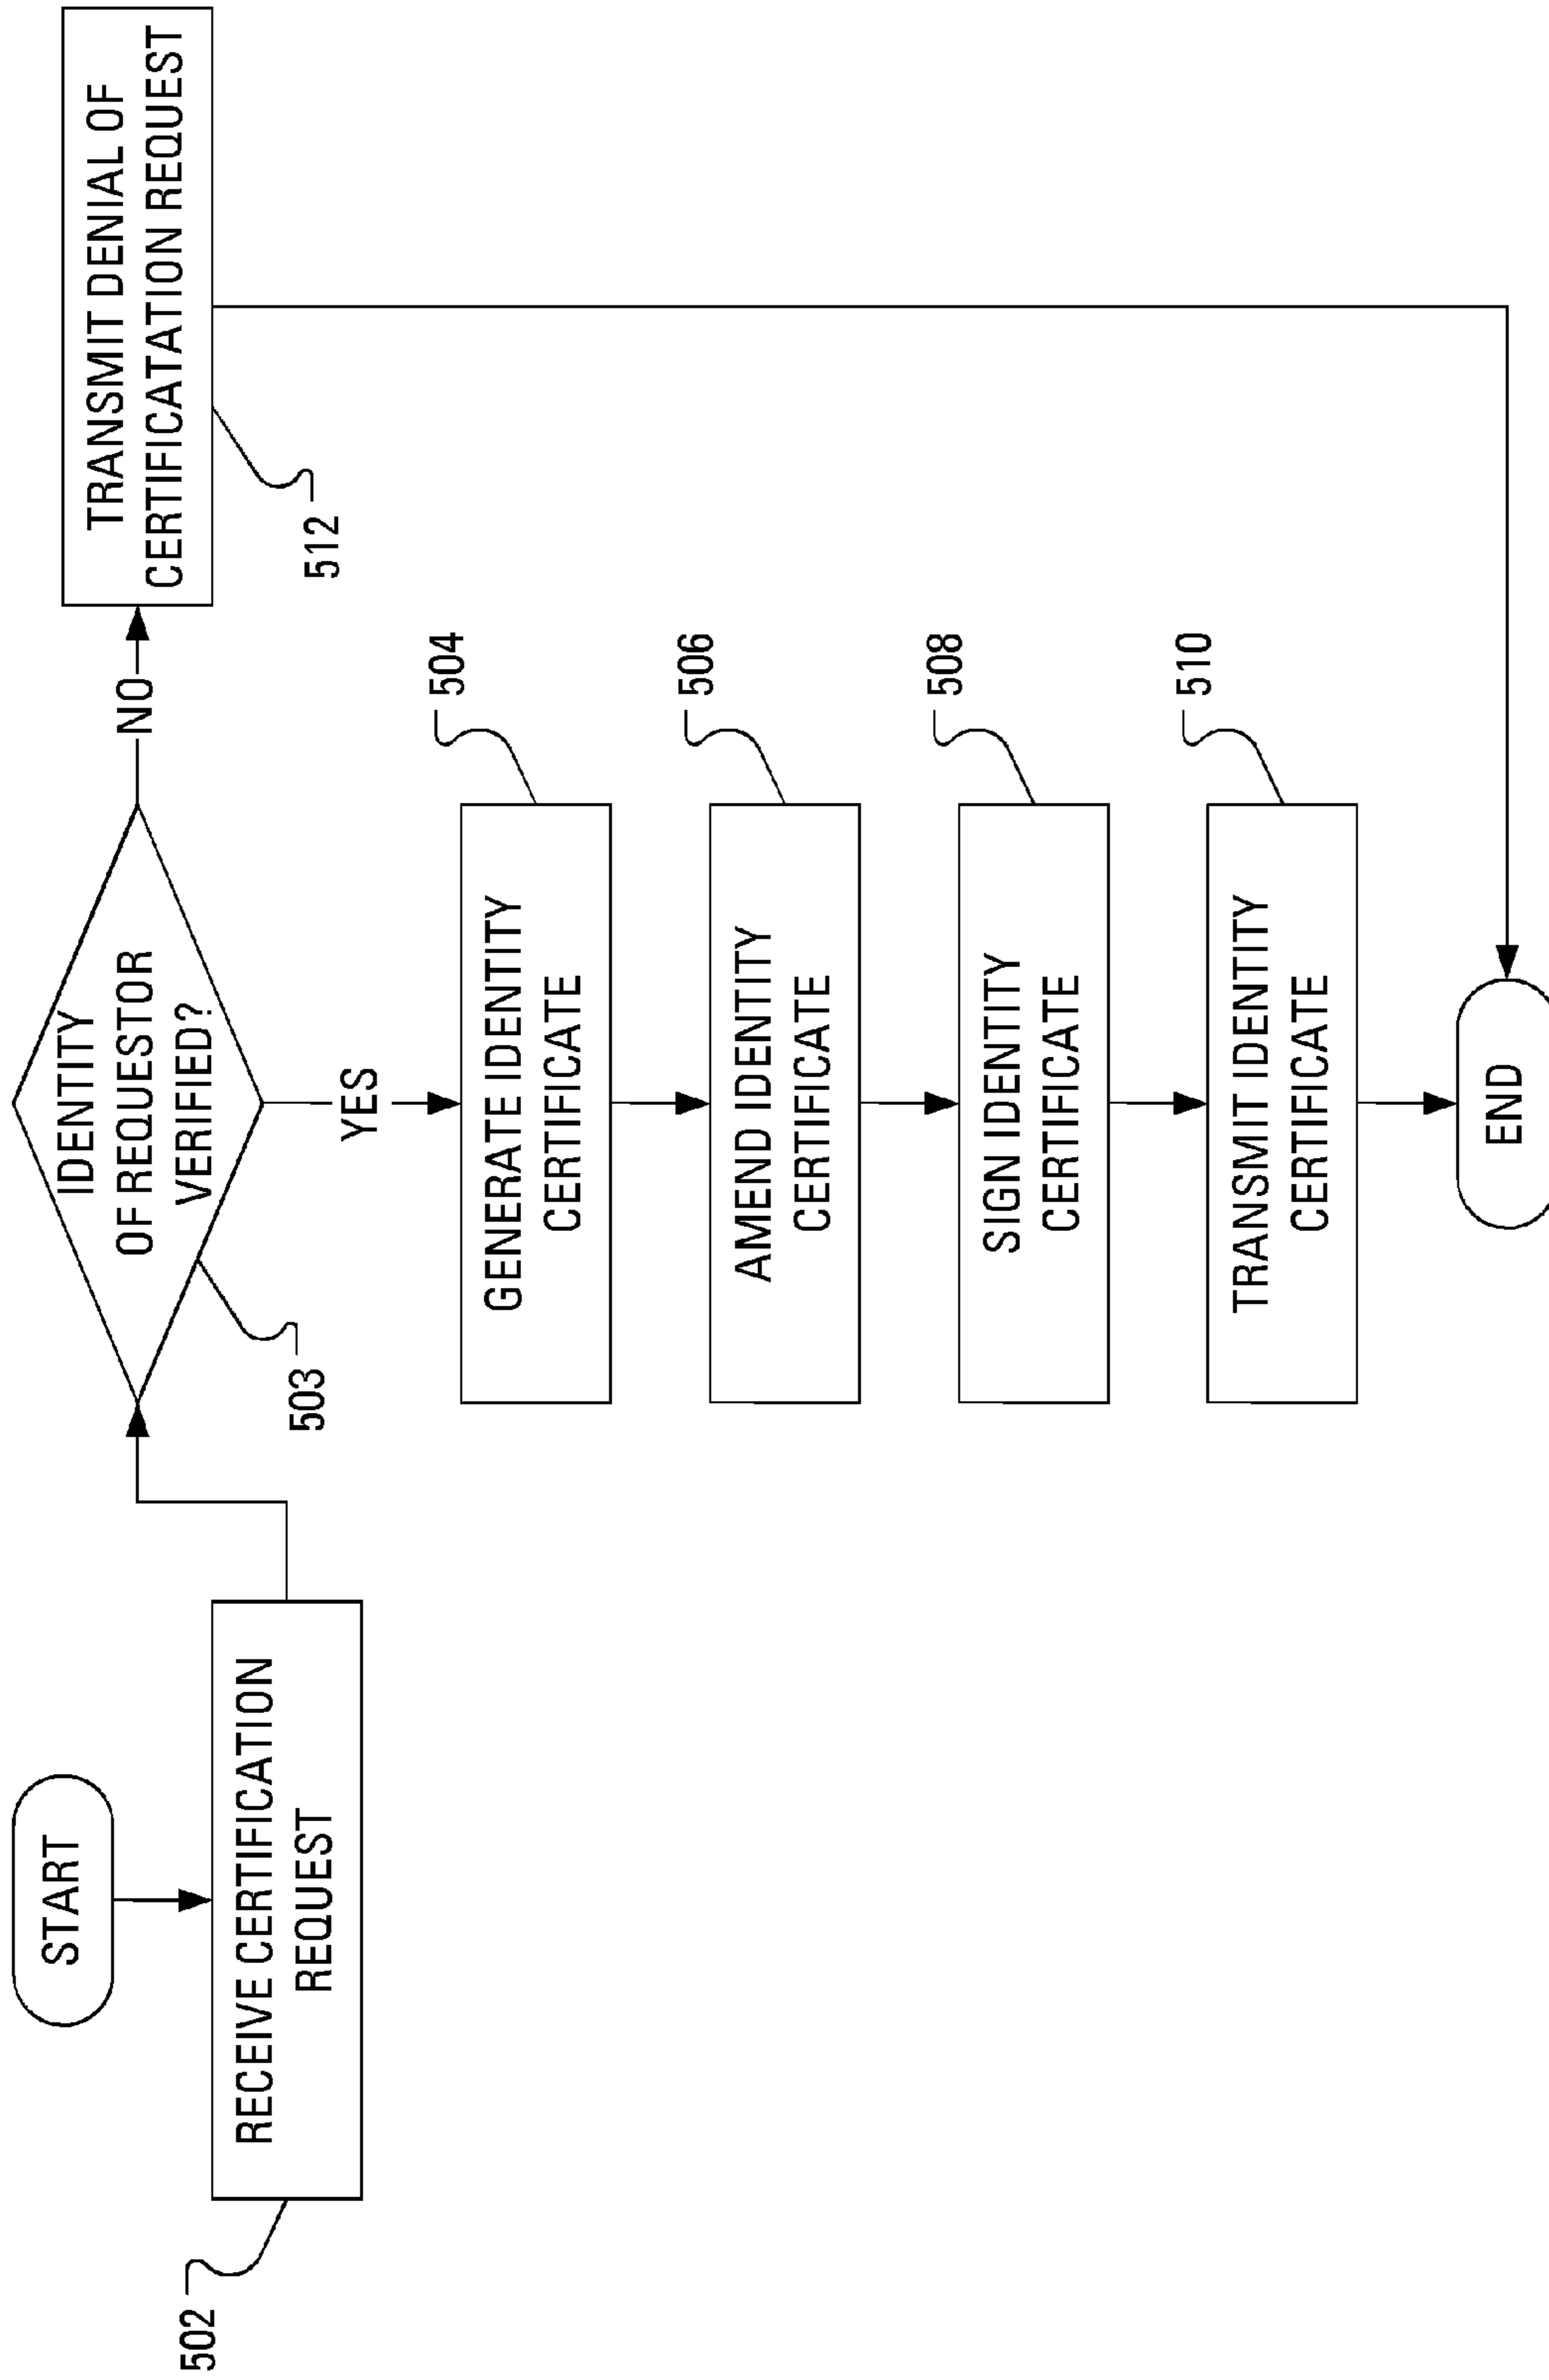 START
RECEIVE CERTIFICATION
REQUEST
502
IDENTITY
OF REQUESTOR
VERIFIED?
503
NO
TRANSMIT DENIAL OF
CERTIFICATATION REQUEST
512
YES
GENERATE IDENTITY
CERTIFICATE
504
AMEND IDENTITY
CERTIFICATE
506
SIGN IDENTITY
CERTIFICATE
508
TRANSMIT IDENTITY
CERTIFICATE
510
END